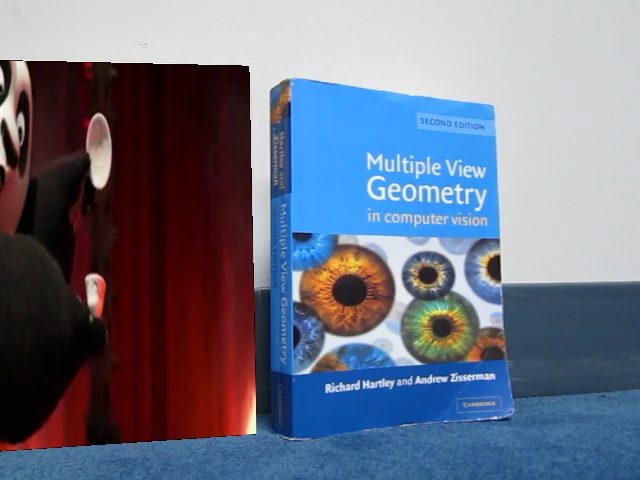 SECOND EDITION
Multiple View
Geometry
in computer vision
Richard Hartley and Andrew Zisserman
CAMBRIDGE
Hartley and
Zisserman
Multiple View Geometry